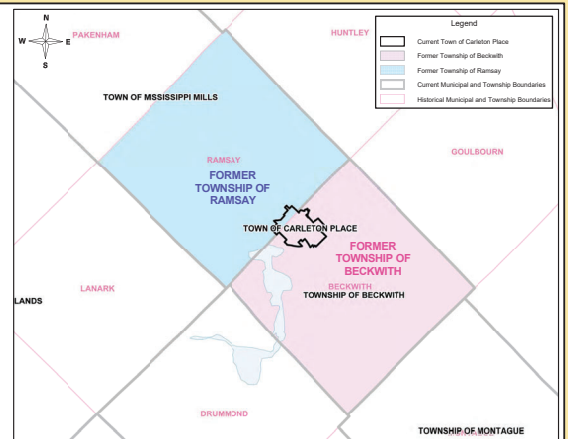 N
W
E
S
PAKENHAM
HUNTLEY
Legend
Current Town of Carleton Place
Former Township of Beckwith
Former Township of Ramsay
Current Municipal and Township Boundaries
Historical Municipal and Township Boundaries
TOWN OF MSSISSIPPI MILLS
GOULBOURN
RAMSAY
FORMER
TOWNSHIP OF
RAMSAY
TOWN OF CARLETON PLACE
FORMER
TOWNSHIP OF
BECKWITH
BECKWITH
TOWNSHIP OF BECKWITH
LANARK
LANDS
DRUMMOND
TOWNSHIP OF MONTAGUE